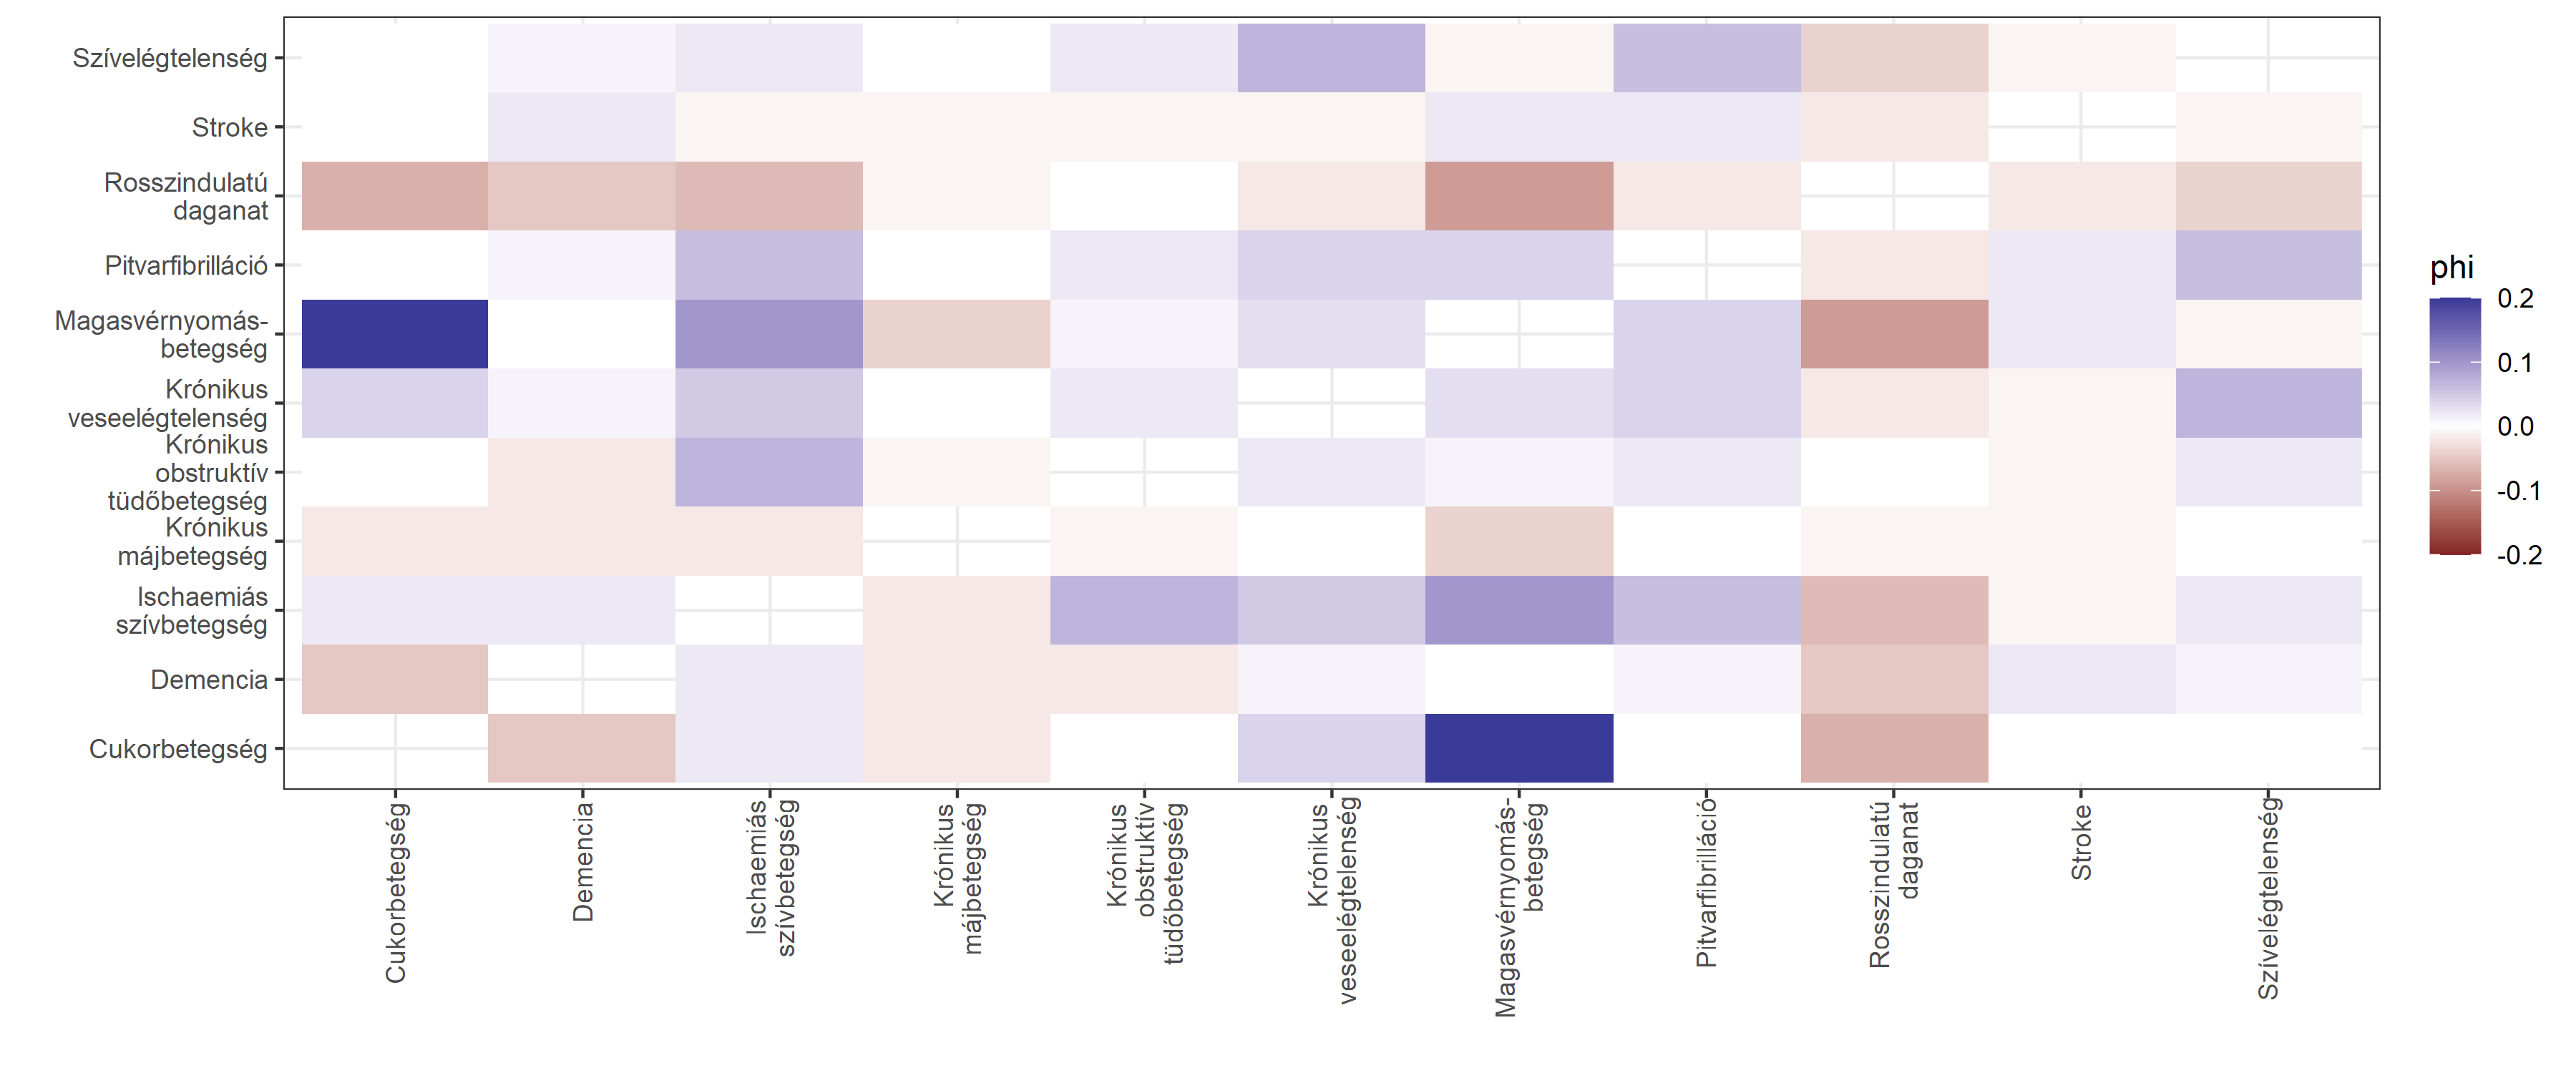 Szívelégtelenség
Stroke
Rosszindulatú
daganat
Pitvarfibrilláció
Magasvérnyomás-
betegség
Krónikus
veseelégtelenség
Krónikus
obstruktív
tüdőbetegség
Krónikus
májbetegség
Ischaemiás
szívbetegség
Demencia
Cukorbetegség
Cukorbetegség
Demencia
Ischaemiás
szívbetegség
Krónikus
májbetegség
Krónikus
obstruktív
tüdőbetegség
Krónikus
veseelégtelenség
Magasvérnyomás-
betegség
Pitvarfibrilláció
Rosszindulatú
daganat
Stroke
Szívelégtelenség
phi
0.2
0.1
0.0
-0.1
-0.2